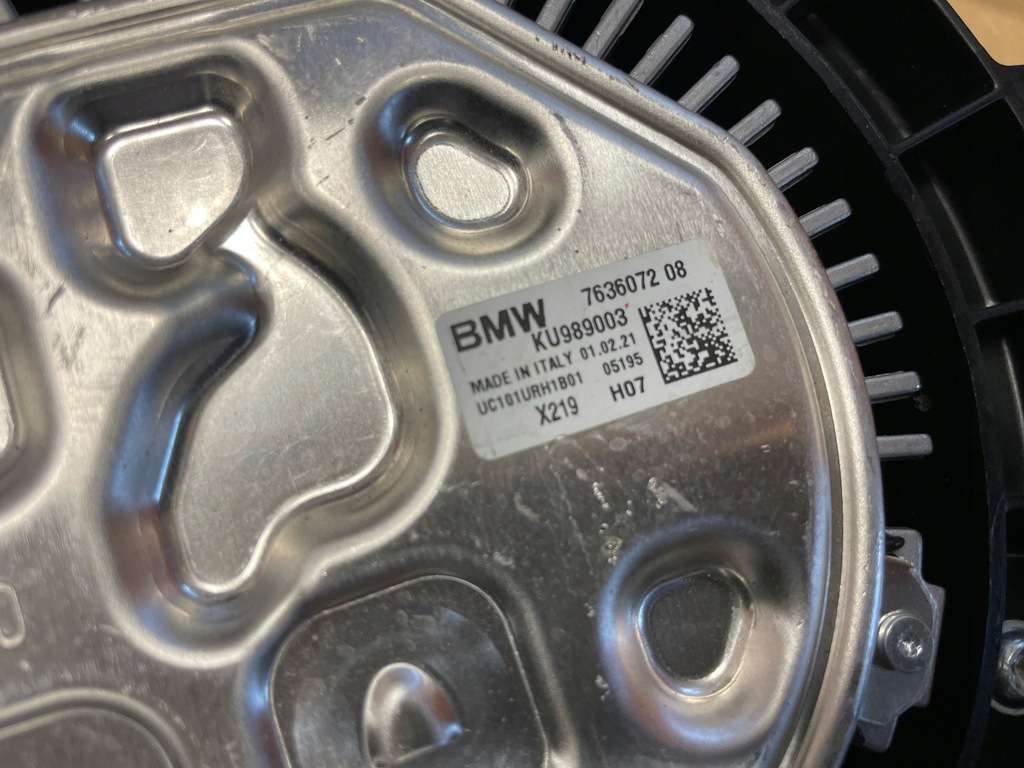 BMW 7636072 08
KU989003
MADE IN ITALY 01.02.21
UC101URH1B01 05195
X219 H07